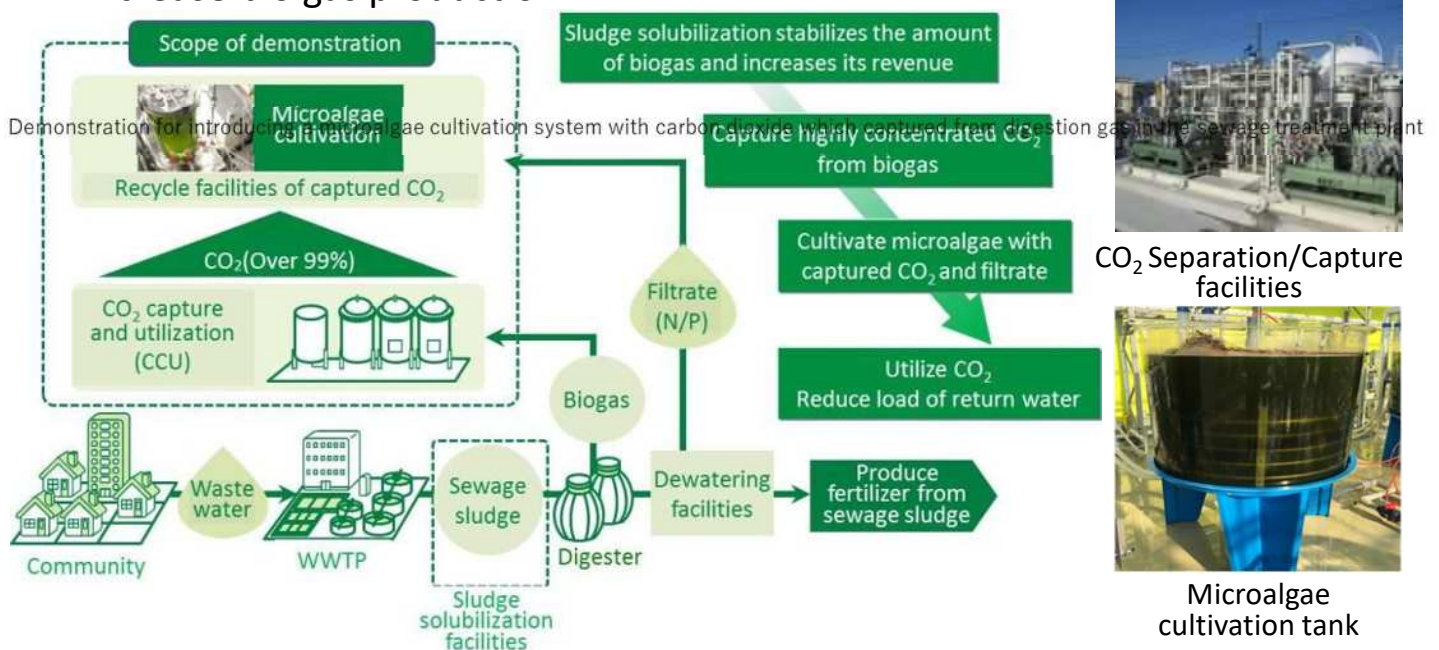 Scope of demonstration
Microalgae
cultivation
Recycle facilities of captured CO₂
CO₂(Over 99%)
CO₂ capture
and utilization
(CCU)
Demonstration for introducing a microalgae cultivation system with carbon dioxide which captured from digestion gas in the sewage treatment plant
Sludge solubilization stabilizes the amount
of biogas and increases its revenue
Capture highly concentrated CO₂
from biogas
Cultivate microalgae with
captured CO₂ and filtrate
Utilize CO₂
Reduce load of return water
Filtrate
(N/P)
Biogas
Community
Waste
water
WWTP
Sewage
sludge
Sludge
solubilization
facilities
Digester
Dewatering
facilities
Produce
fertilizer from
sewage sludge
CO₂ Separation/Capture
facilities
Microalgae
cultivation tank